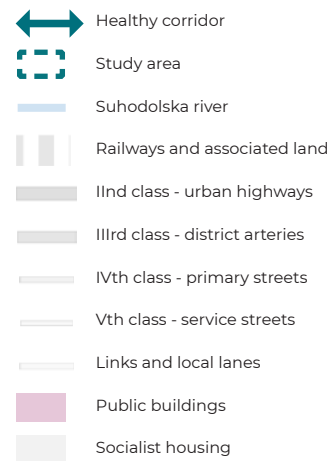 Healthy corridor
Study area
Suhodolska river
Railways and associated land
IInd class - urban highways
IIIrd class - district arteries
IVth class - primary streets
Vth class - service streets
Links and local lanes
Public buildings
Socialist housing